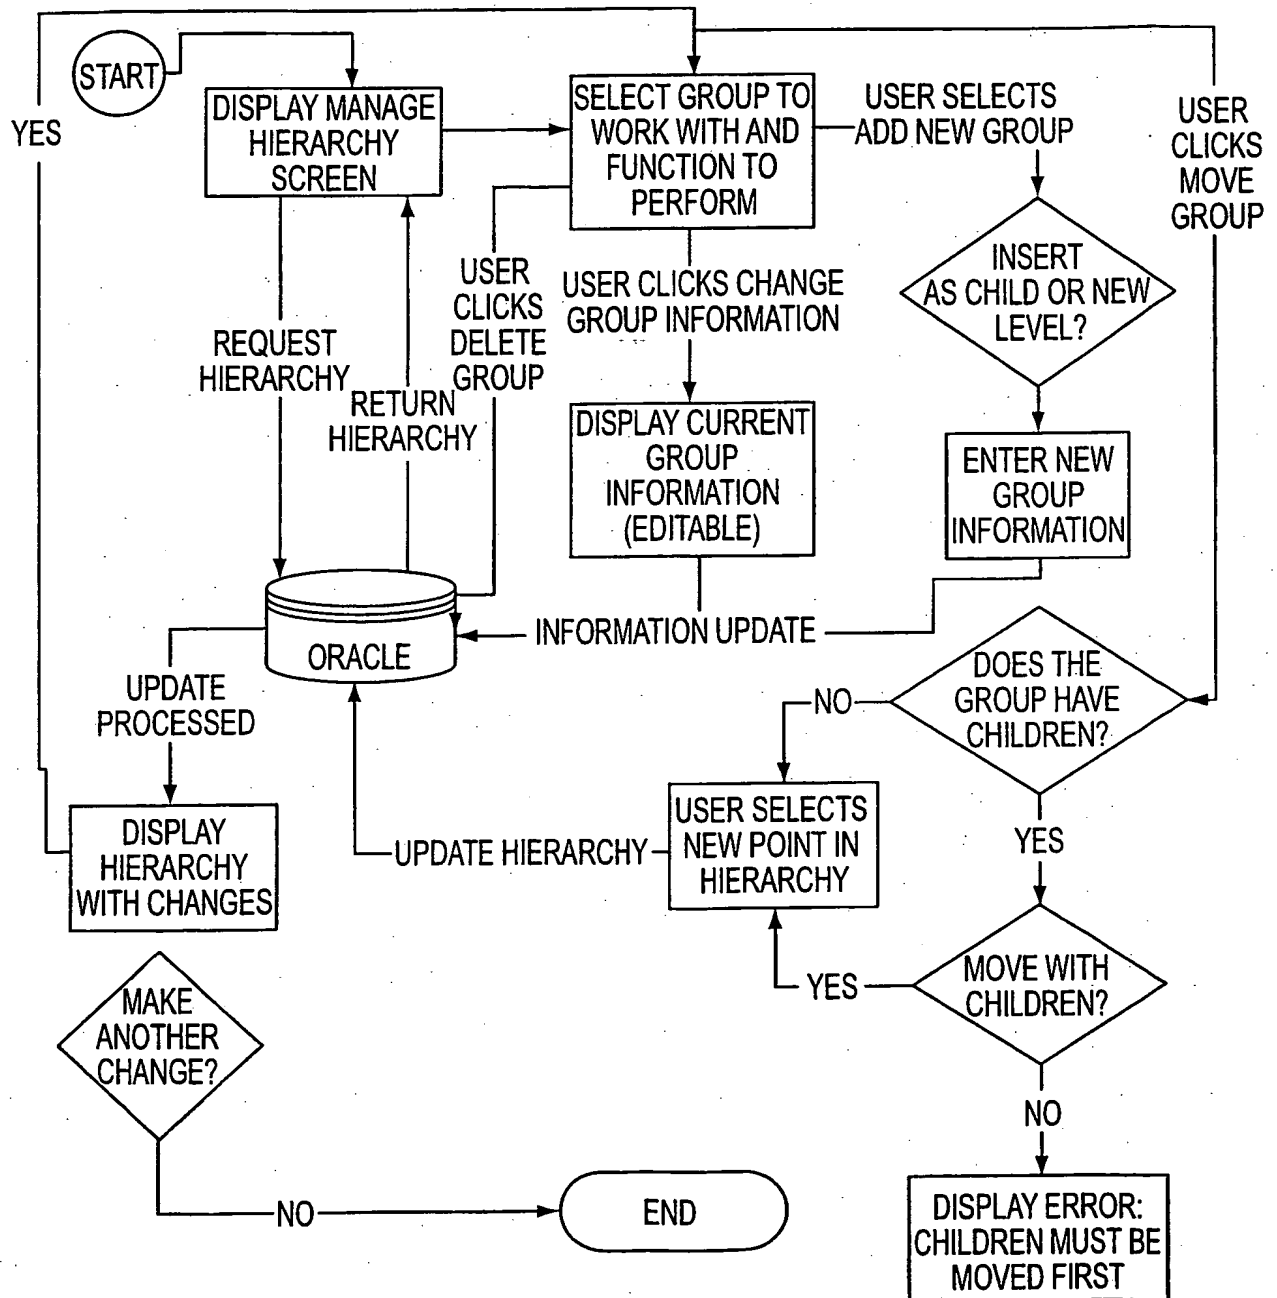 START
DISPLAY MANAGE
HIERARCHY
SCREEN
SELECT GROUP TO
WORK WITH AND
FUNCTION TO
PERFORM
USER SELECTS
ADD NEW GROUP
USER
CLICKS
MOVE
GROUP
YES
INSERT
AS CHILD OR NEW
LEVEL?
USER
CLICKS
DELETE
GROUP
USER CLICKS CHANGE
GROUP INFORMATION
REQUEST
HIERARCHY
RETURN
HIERARCHY
DISPLAY CURRENT
GROUP
INFORMATION
(EDITABLE)
ENTER NEW
GROUP
INFORMATION
ORACLE
INFORMATION UPDATE
DOES THE
GROUP HAVE
CHILDREN?
NO
UPDATE
PROCESSED
USER SELECTS
NEW POINT IN
HIERARCHY
UPDATE HIERARCHY
YES
DISPLAY
HIERARCHY
WITH CHANGES
MOVE WITH
CHILDREN?
YES
MAKE
ANOTHER
CHANGE?
NO
NO
END
DISPLAY ERROR:
CHILDREN MUST BE
MOVED FIRST